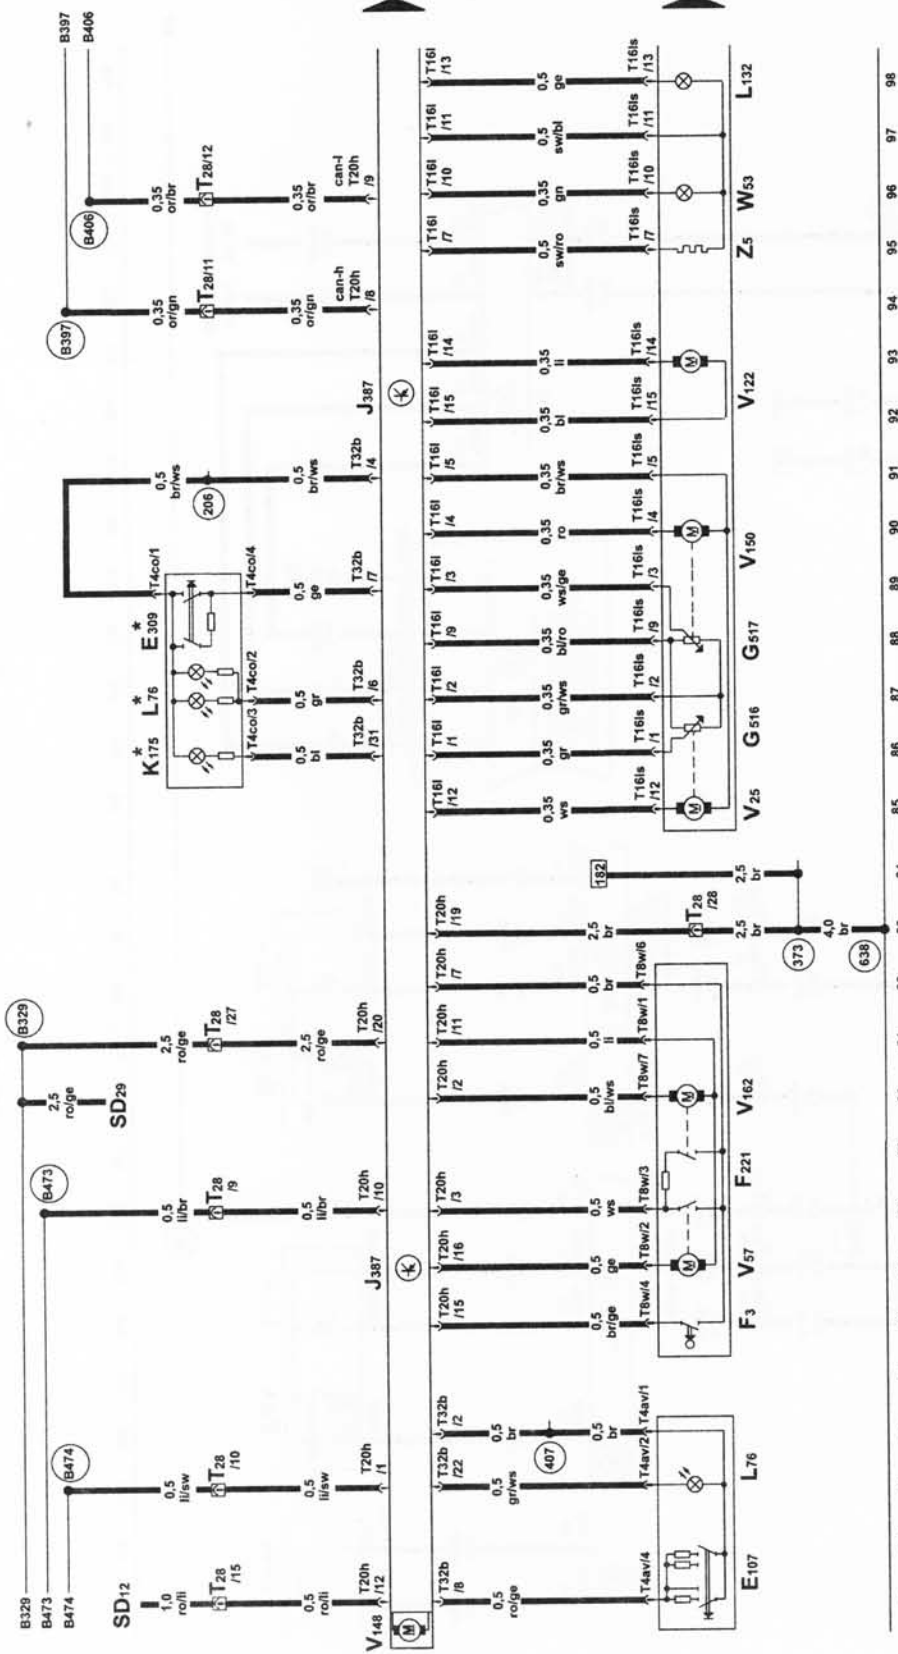 B329
B473
B474
SD12
1,0
ro/li
T28
/15
0,5
ro/li
T20h
/12
B474
0,5
li/sw
T28
/10
0,5
li/sw
T20h
/1
B473
0,5
li/br
T28
/9
0,5
li/br
T20h
/10
2,5
ro/ge
SD29
B329
2,5
ro/ge
T28
/27
2,5
ro/ge
T20h
/20
K175 *
L76 *
E309 *
T4co/1
T4co/3
T4co/2
T4co/4
0,5
bl
T32b
/31
0,5
gr
T32b
/6
0,5
ge
T32b
/7
0,5
br/ws
206
0,5
br/ws
T32b
/4
B397
B406
B397
0,35
or/gn
T28/11
0,35
or/gn
can-h
T20h
/8
B406
0,35
or/br
T28/12
0,35
or/br
can-l
T20h
/9
V148
M
J387
J387
T32b
/8
0,5
ro/ge
T4av/4
T32b
/22
0,5
gr/ws
T4av/2
T32b
/2
0,5
br
407
0,5
br
T4av/1
E107
L76
T20h
/15
0,5
br/ge
T8w/4
T20h
/16
0,5
ge
T8w/2
T20h
/3
0,5
ws
T8w/3
T20h
/2
0,5
bl/ws
T8w/7
T20h
/11
0,5
li
T8w/1
T20h
/7
0,5
br
T8w/6
M
M
F3
V57
F221
V162
T20h
/19
2,5
br
T28
/28
2,5
br
182
2,5
br
373
4,0
br
638
T16l
/12
0,35
ws
T16ls
/12
T16l
/1
0,35
gr
T16ls
/1
T16l
/2
0,35
gr/ws
T16ls
/2
T16l
/9
0,35
bl/ro
T16ls
/9
T16l
/3
0,35
ws/ge
T16ls
/3
T16l
/4
0,35
ro
T16ls
/4
T16l
/5
0,35
br/ws
T16ls
/5
T16l
/15
0,35
bl
T16ls
/15
T16l
/14
0,35
li
T16ls
/14
T16l
/7
0,5
sw/ro
T16ls
/7
T16l
/10
0,35
gn
T16ls
/10
T16l
/11
0,5
sw/bl
T16ls
/11
T16l
/13
0,5
ge
T16ls
/13
M
M
M
V25
G516
G517
V150
V122
Z5
W53
L132
85
86
87
88
89
90
91
92
93
94
95
96
97
98